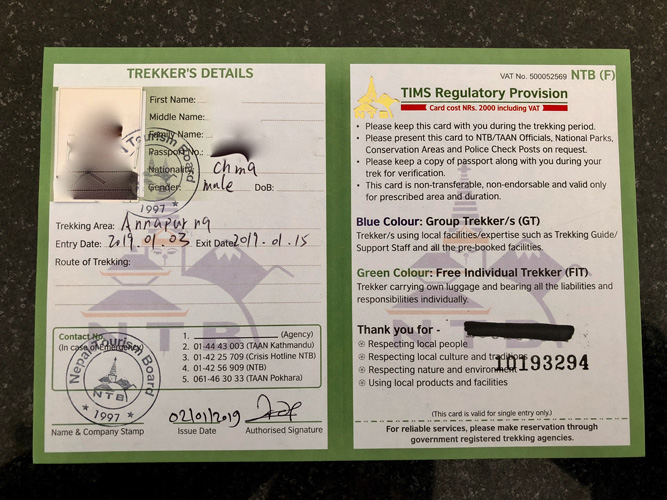 TREKKER'S DETAILS
First Name:
Middle Name:
Family Name:
Passport No.:
Nationality: China
Gender: male DoB:
Nepal Tourism Board
1997
Trekking Area: Annapurna
Entry Date: 2019.01.03 Exit Date: 2019.01.15
Route of Trekking:
NTB
Contact No.
(In case of Emergency)
1. (Agency)
2. 01-44 43 003 (TAAN Kathmandu)
3. 01-42 25 709 (Crisis Hotline NTB)
4. 01-42 56 909 (NTB)
5. 061-46 30 33 (TAAN Pokhara)
Nepal Tourism Board
NTB
* 1997 *
02/01/2019
Name & Company Stamp Issue Date Authorised Signature
VAT No. 500052569 NTB (F)
TIMS Regulatory Provision
Card cost NRs. 2000 including VAT
• Please keep this card with you during the trekking period.
• Please present this card to NTB/TAAN Officials, National Parks,
Conservation Areas and Police Check Posts on request.
• Please keep a copy of passport along with you during your
trek for verification.
• This card is non-transferable, non-endorsable and valid only
for prescribed area and duration.
Blue Colour: Group Trekker/s (GT)
Trekker/s using local facilities/expertise such as Trekking Guide/
Support Staff and all the pre-booked facilities.
Green Colour: Free Individual Trekker (FIT)
Trekker carrying own luggage and bearing all the liabilities and
responsibilities individually.
NTB
Thank you for -
Respecting local people
Respecting local culture and traditions
Respecting nature and environment
10193294
Using local products and facilities
(This card is valid for single entry only.)
For reliable services, please make reservation through
government registered trekking agencies.